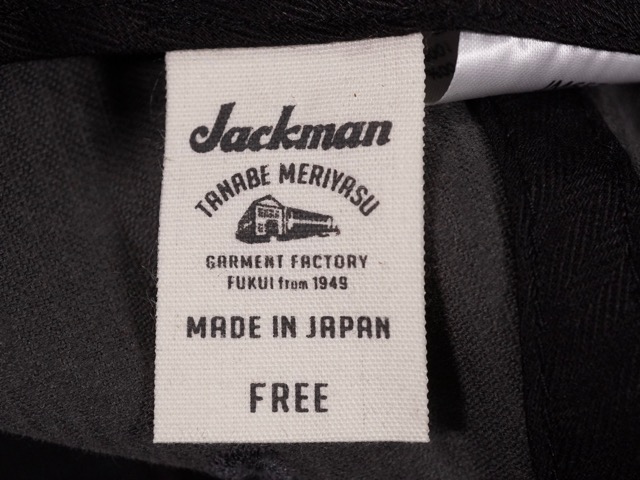 Jackman
TANABE MERIYASU
GARMENT FACTORY
FUKUI from 1949
MADE IN JAPAN
FREE